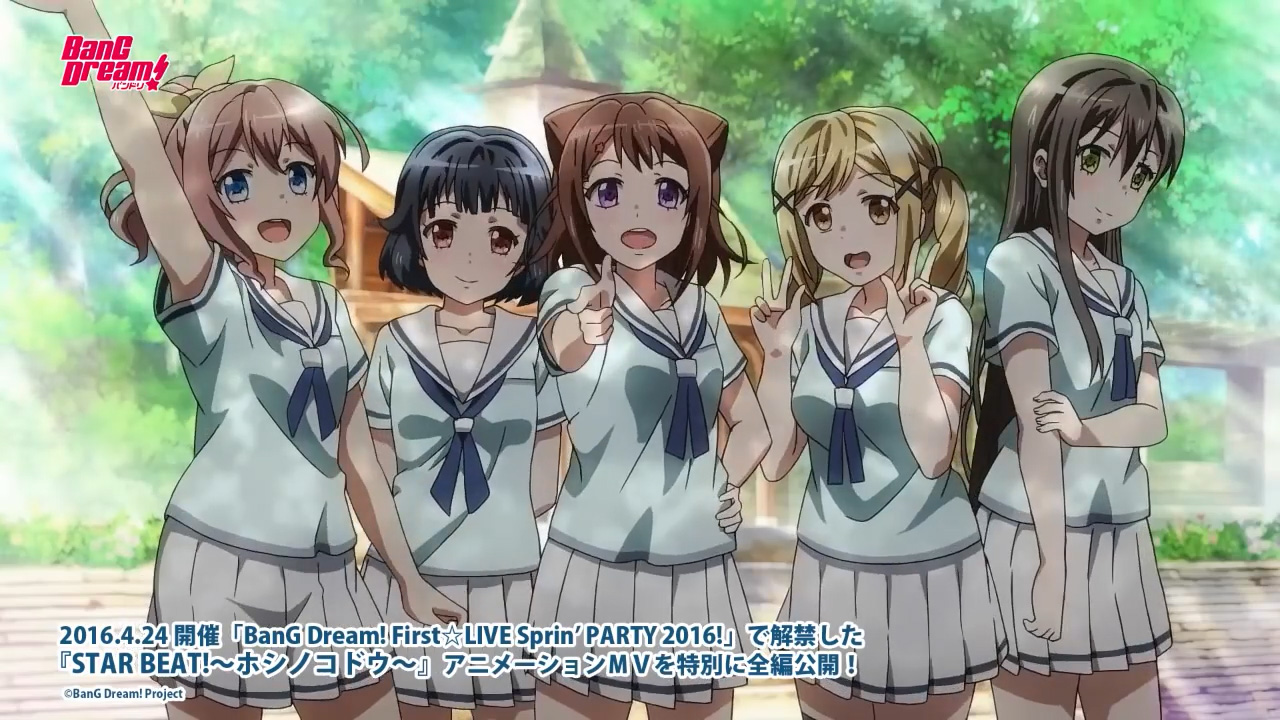 BanG
Dream!
バンドリ
2016.4.24 開催「BanG Dream! First☆LIVE Sprin’ PARTY 2016!」で解禁した
『STAR BEAT!～ホシノコドウ～』アニメーションＭＶを特別に全編公開！
©BanG Dream! Project